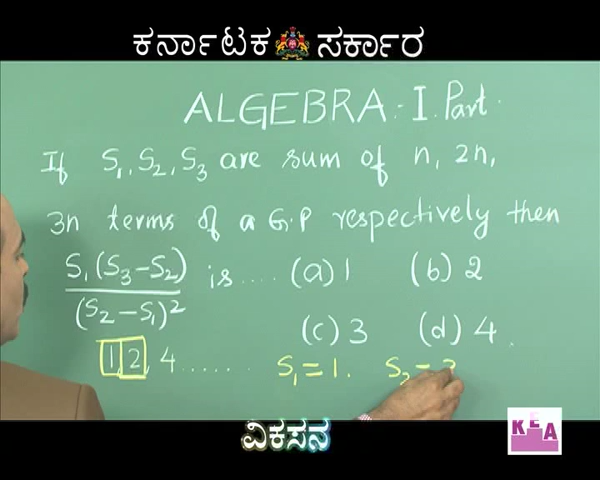 ಕರ್ನಾಟಕ ಸರ್ಕಾರ
ALGEBRA - I Part.
If S₁, S₂, S₃ are sum of n, 2n,
3n terms of a G.P respectively then
S₁(S₃-S₂)/(S₂-S₁)² is .... (a) 1 (b) 2
(c) 3 (d) 4.
1, 2, 4 ...... S₁ = 1. S₂ =
ವಿಕಸನ
KEA